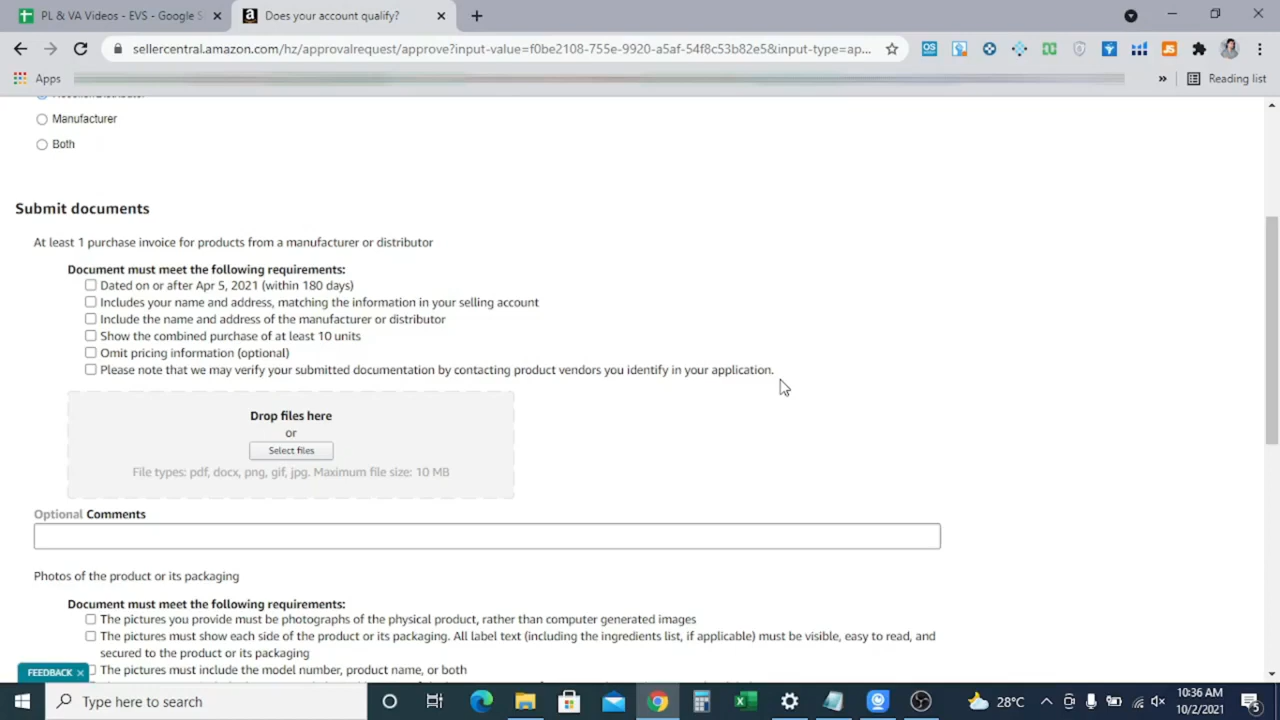 PL & VA Videos - EVS - Google S
Does your account qualify?
sellercentral.amazon.com/hz/approvalrequest/approve?input-value=f0be2108-755e-9920-a5af-54f8c53b82e5&input-type=ap...
Apps
»
Reading list
Manufacturer
Both
Submit documents
At least 1 purchase invoice for products from a manufacturer or distributor
Document must meet the following requirements:
Dated on or after Apr 5, 2021 (within 180 days)
Includes your name and address, matching the information in your selling account
Include the name and address of the manufacturer or distributor
Show the combined purchase of at least 10 units
Omit pricing information (optional)
Please note that we may verify your submitted documentation by contacting product vendors you identify in your application.
Drop files here
or
Select files
File types: pdf, docx, png, gif, jpg. Maximum file size: 10 MB
Optional Comments
Photos of the product or its packaging
Document must meet the following requirements:
The pictures you provide must be photographs of the physical product, rather than computer generated images
The pictures must show each side of the product or its packaging. All label text (including the ingredients list, if applicable) must be visible, easy to read, and
secured to the product or its packaging
FEEDBACK
The pictures must include the model number, product name, or both
Type here to search
28°C
10:36 AM
10/2/2021
5